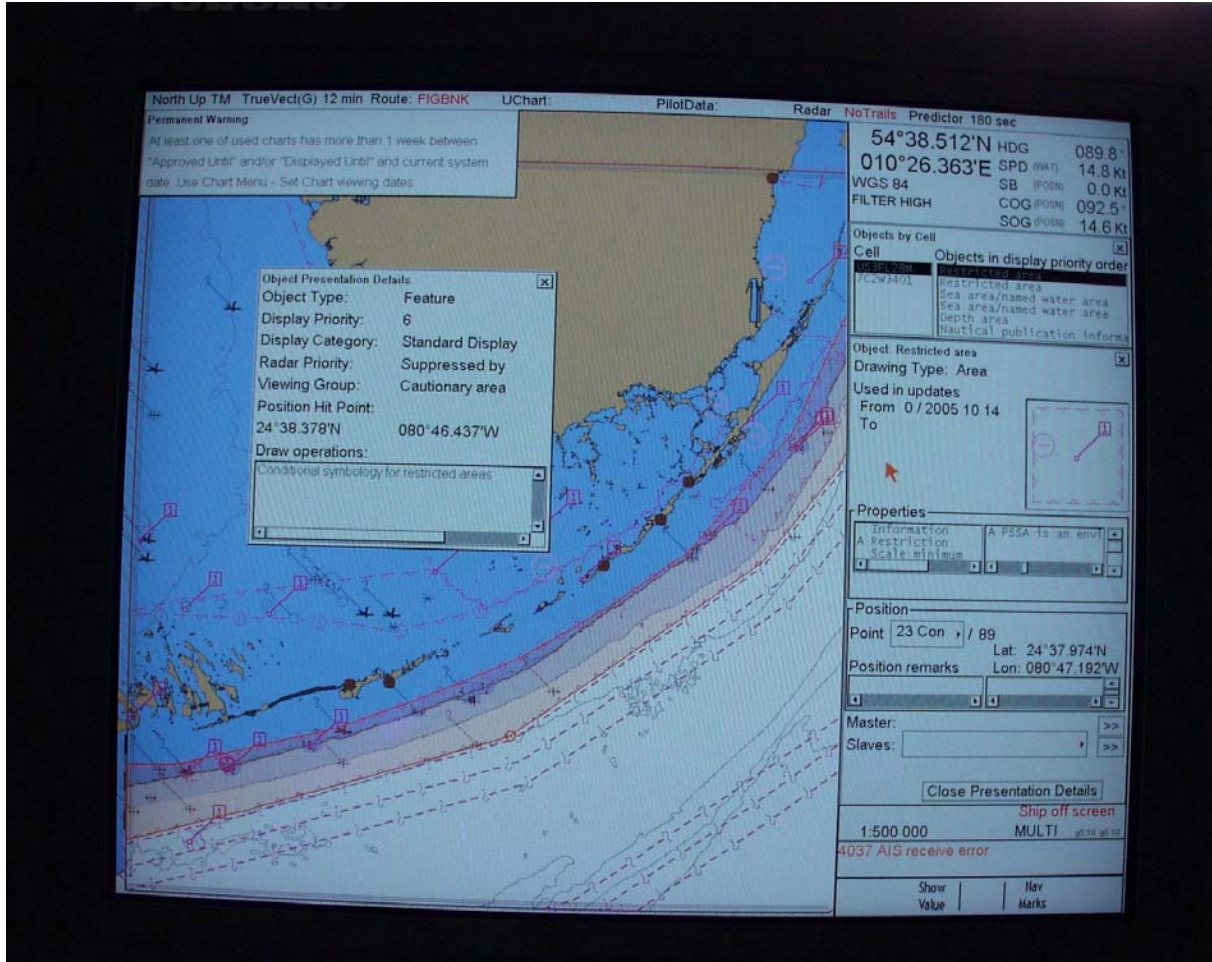 FURUNO
North Up TM TrueVect(G) 12 min Route: FIGBNK UChart: PilotData: Radar NoTrails Predictor 180 sec
Permanent Warning
At least one of used charts has more than 1 week between
"Approved Until" and/or "Displayed Until" and current system
date. Use Chart Menu - Set Chart viewing dates
54°38.512'N HDG 089.8°
010°26.363'E SPD (WAT) 14.8 Kt
WGS 84 SB (POSN) 0.0 Kt
FILTER HIGH COG (POSN) 092.5°
SOG (POSN) 14.6 Kt
Objects by Cell
Cell Objects in display priority order
US3FL28M Restricted area
7C2W3401 Restricted area
Sea area/named water area
Sea area/named water area
Depth area
Nautical publication informa
Object Presentation Details
Object Type: Feature
Display Priority: 6
Display Category: Standard Display
Radar Priority: Suppressed by
Viewing Group: Cautionary area
Position Hit Point:
24°38.378'N 080°46.437'W
Draw operations:
Conditional symbology for restricted areas
Object: Restricted area
Drawing Type: Area
Used in updates
From 0 / 2005 10 14
To
Properties
Information A PSSA is an envi
A Restriction
Scale minimum
Position
Point 23 Con / 89
Lat: 24°37.974'N
Position remarks Lon: 080°47.192'W
Master: >>
Slaves: >>
Close Presentation Details
Ship off screen
1:500 000 MULTI
4037 AIS receive error
Show Nav
Value Marks